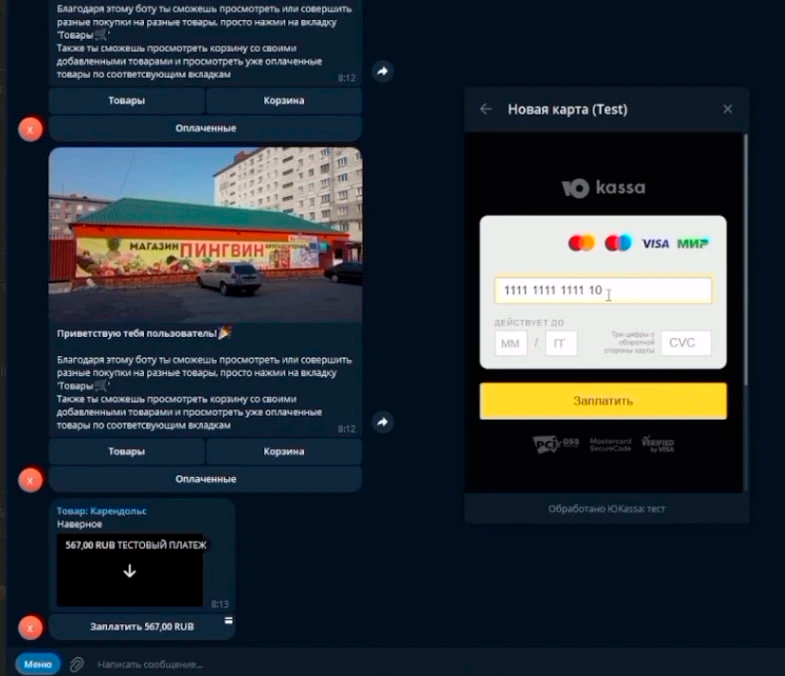 Благодаря этому боту ты сможешь просмотреть или совершить
разные покупки на разные товары, просто нажми на вкладку
'Товары🛒'
Также ты сможешь просмотреть корзину со своими
добавленными товарами и просмотреть уже оплаченные
товары по соответсвующим вкладкам
8:12
Товары
Корзина
Оплаченные
x
МАГАЗИН ПИНГВИН
Приветствую тебя пользователь!🎉
Благодаря этому боту ты сможешь просмотреть или совершить
разные покупки на разные товары, просто нажми на вкладку
'Товары🛒'
Также ты сможешь просмотреть корзину со своими
добавленными товарами и просмотреть уже оплаченные
товары по соответсвующим вкладкам
8:12
Товары
Корзина
Оплаченные
x
Товар: Карендольс
Наверное
567,00 RUB ТЕСТОВЫЙ ПЛАТЕЖ
8:13
Заплатить 567,00 RUB
x
Меню
Написать сообщение...
Новая карта (Test)
Ю kassa
VISA МИР
1111 1111 1111 10
ДЕЙСТВУЕТ ДО
ММ / ГГ
Три цифры с
оборотной
стороны карты
CVC
Заплатить
PCI DSS
Mastercard
SecureCode
VERIFIED
by VISA
Обработано ЮKassa: тест